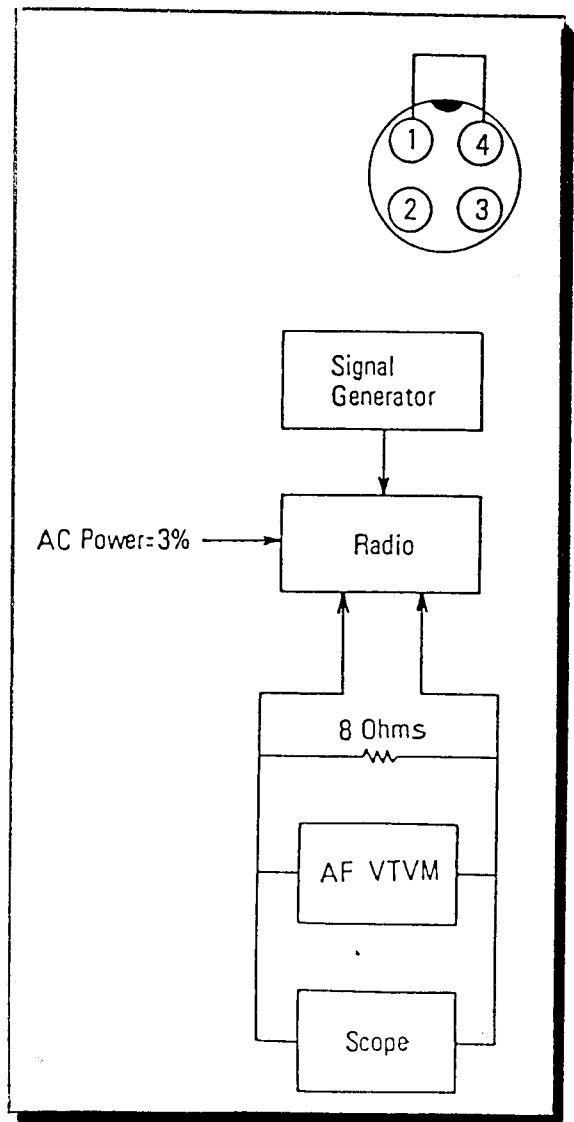 1 4
2 3
Signal
Generator
AC Power=3%
Radio
8 Ohms
AF VTVM
Scope